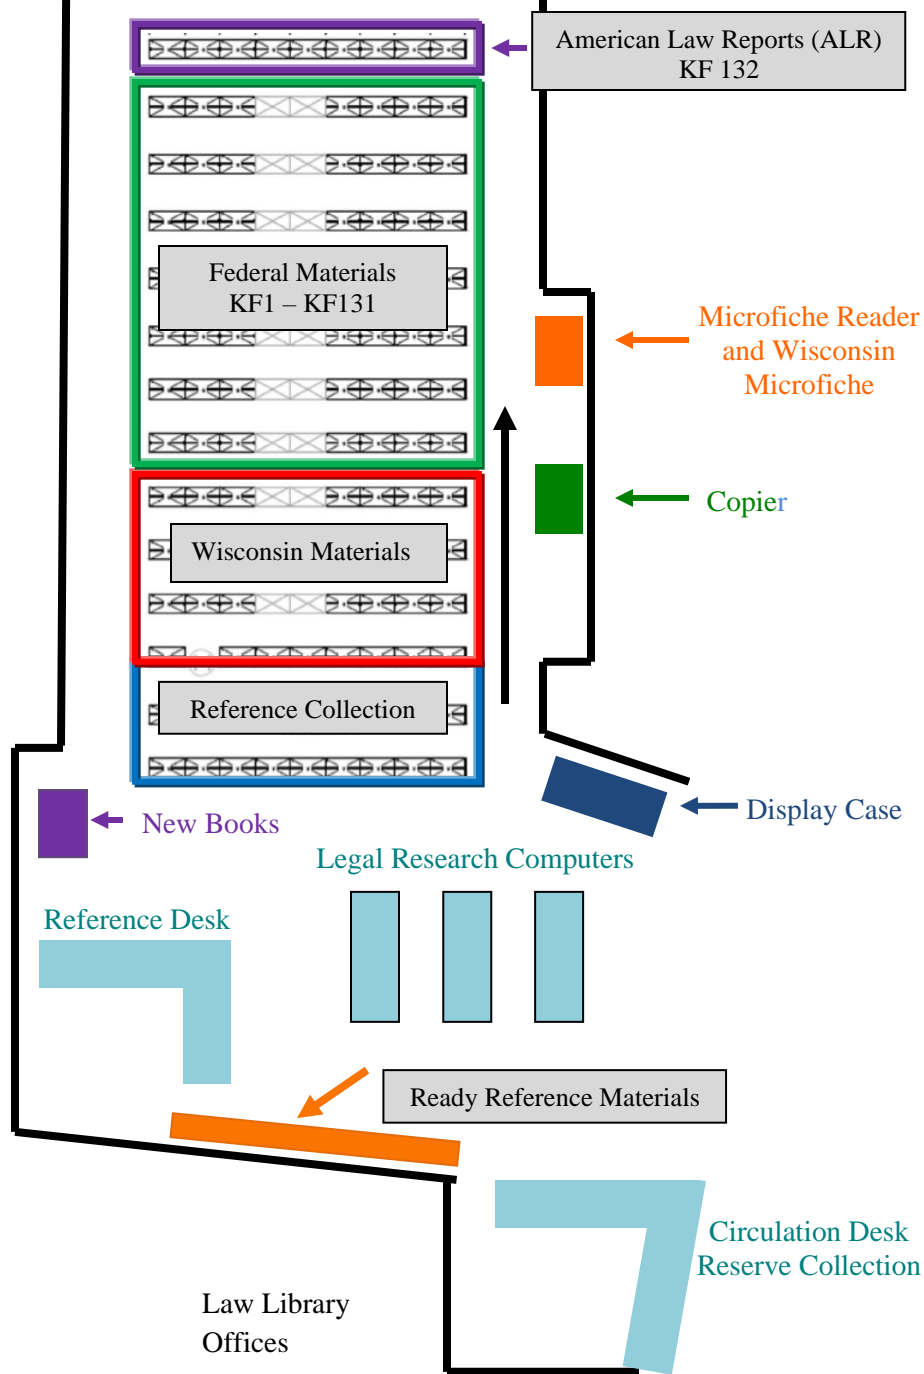 American Law Reports (ALR)
KF 132
Federal Materials
KF1 – KF131
Microfiche Reader
and Wisconsin
Microfiche
Copier
Wisconsin Materials
Reference Collection
New Books
Display Case
Legal Research Computers
Reference Desk
Ready Reference Materials
Circulation Desk
Reserve Collection
Law Library
Offices